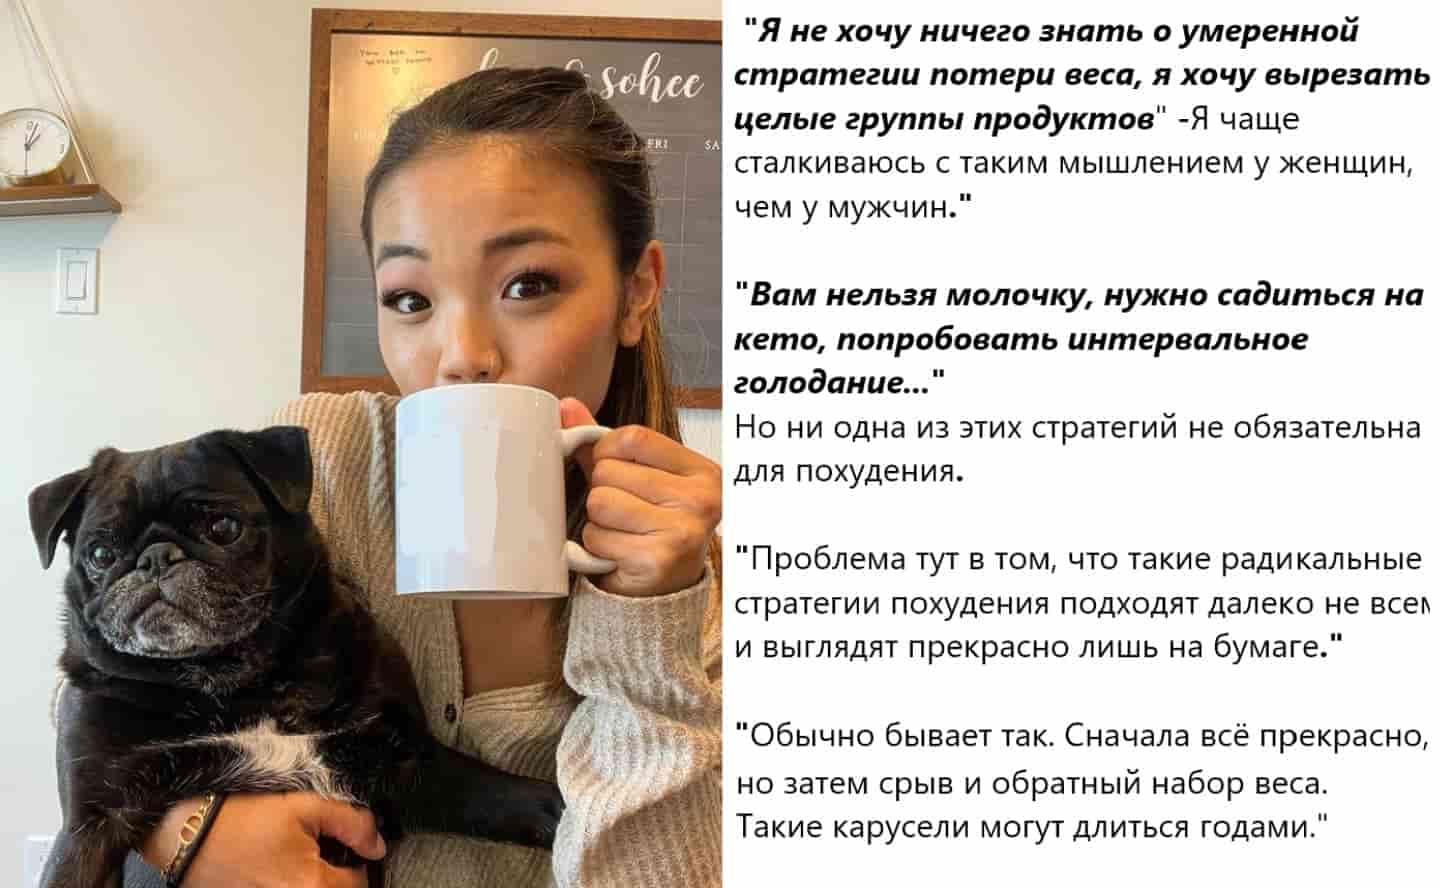 sohee
FRI
SA
"Я не хочу ничего знать о умеренной
стратегии потери веса, я хочу вырезать
целые группы продуктов" -Я чаще
сталкиваюсь с таким мышлением у женщин,
чем у мужчин."
"Вам нельзя молочку, нужно садиться на
кето, попробовать интервальное
голодание..."
Но ни одна из этих стратегий не обязательна
для похудения.
"Проблема тут в том, что такие радикальные
стратегии похудения подходят далеко не всем
и выглядят прекрасно лишь на бумаге."
"Обычно бывает так. Сначала всё прекрасно,
но затем срыв и обратный набор веса.
Такие карусели могут длиться годами."